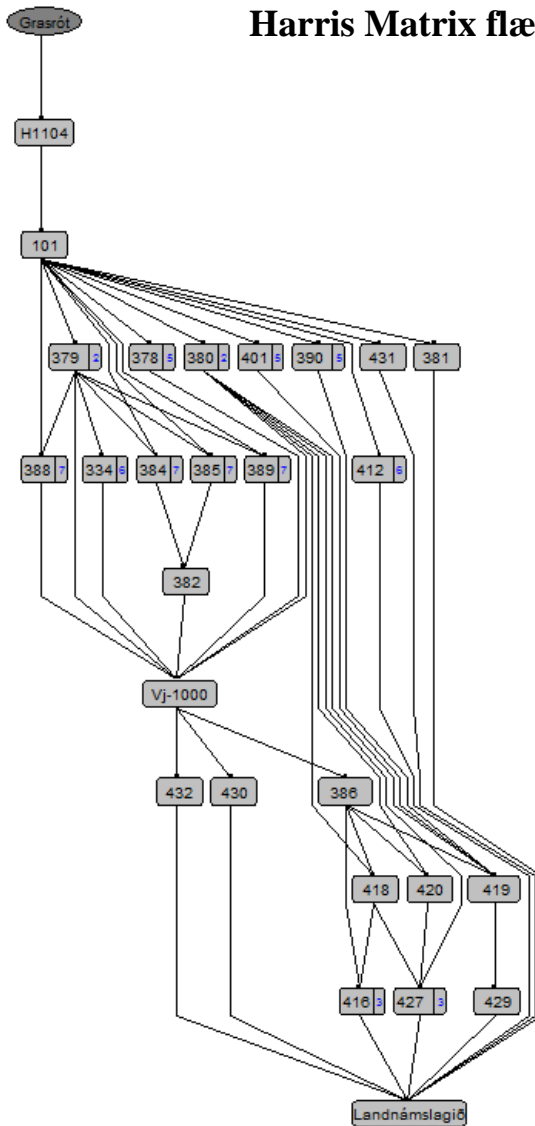 Harris Matrix flæ
Grasrót
H1104
101
379 2 378 5 380 2 401 5 390 5 431 381
388 7 334 6 384 7 385 7 389 7 412 6
382
Vj-1000
432 430 386
418 420 419
416 3 427 3 429
Landnámslagið